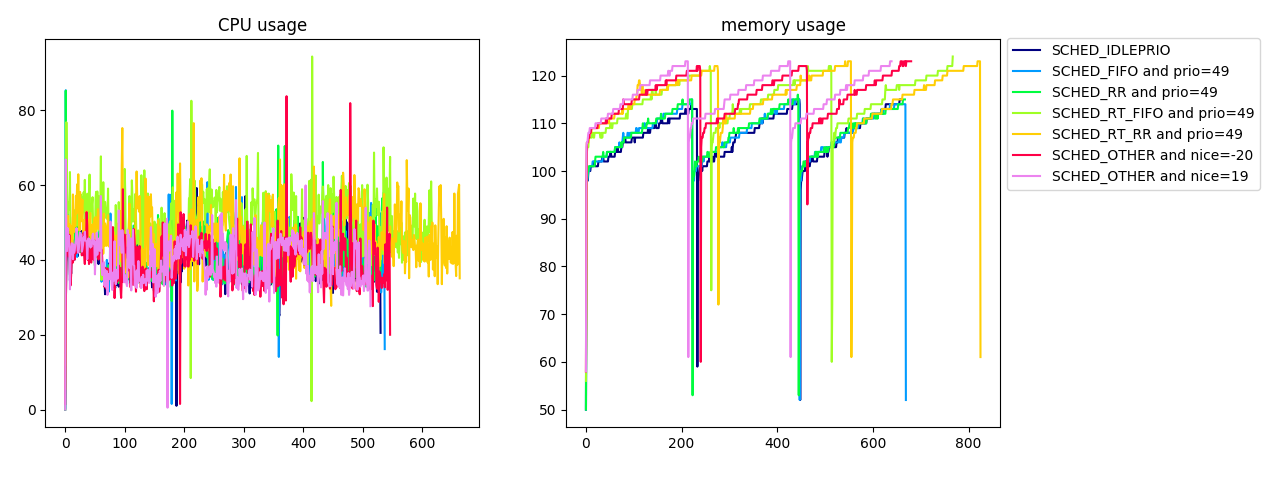 CPU usage
80
60
40
20
0
0 100 200 300 400 500 600
memory usage
120
110
100
90
80
70
60
50
0 200 400 600 800
SCHED_IDLEPRIO
SCHED_FIFO and prio=49
SCHED_RR and prio=49
SCHED_RT_FIFO and prio=49
SCHED_RT_RR and prio=49
SCHED_OTHER and nice=-20
SCHED_OTHER and nice=19